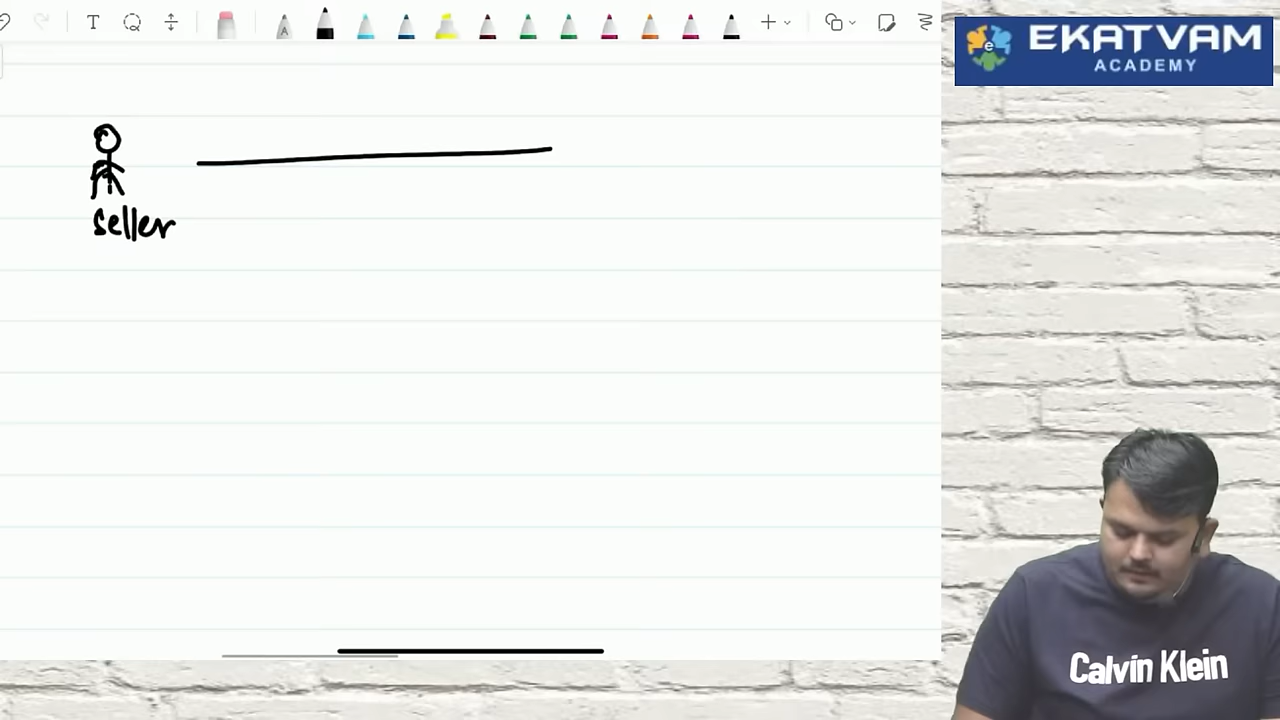 T
A
EKATVAM
ACADEMY
e
seller
Calvin Klein